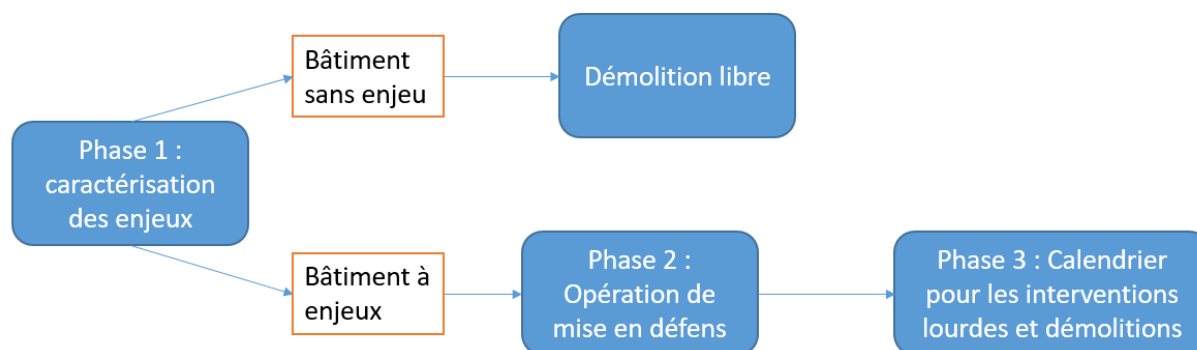 Bâtiment
sans enjeu
Démolition libre
Phase 1 :
caractérisation
des enjeux
Bâtiment à
enjeux
Phase 2 :
Opération de
mise en défens
Phase 3 : Calendrier
pour les interventions
lourdes et démolitions